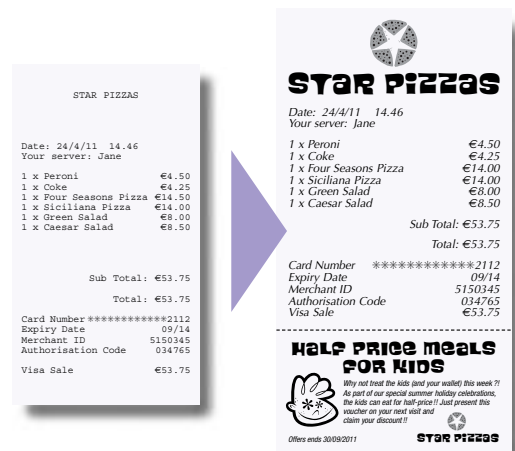 STAR PIZZAS
Date: 24/4/11 14.46
Your server: Jane
1 x Peroni €4.50
1 x Coke €4.25
1 x Four Seasons Pizza €14.50
1 x Siciliana Pizza €14.00
1 x Green Salad €8.00
1 x Caesar Salad €8.50
Sub Total: €53.75
Total: €53.75
Card Number ************2112
Expiry Date 09/14
Merchant ID 5150345
Authorisation Code 034765
Visa Sale €53.75
STAR PIZZAS
Date: 24/4/11 14.46
Your server: Jane
1 x Peroni €4.50
1 x Coke €4.25
1 x Four Seasons Pizza €14.00
1 x Siciliana Pizza €14.00
1 x Green Salad €8.00
1 x Caesar Salad €8.50
Sub Total: €53.75
Total: €53.75
Card Number ************2112
Expiry Date 09/14
Merchant ID 5150345
Authorisation Code 034765
Visa Sale €53.75
HALF PRICE MEALS
FOR KIDS
Why not treat the kids (and your wallet) this week ?!
As part of our special summer holiday celebrations,
the kids can eat for half-price !! Just present this
voucher on your next visit and
claim your discount !!
Offers ends 30/09/2011
STAR PIZZAS